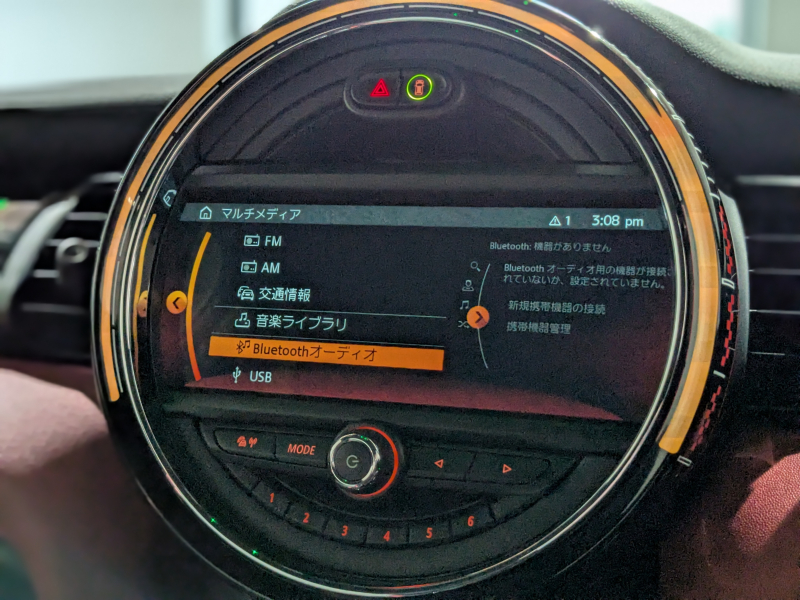 マルチメディア
1 3:08 pm
FM
AM
交通情報
音楽ライブラリ
Bluetoothオーディオ
USB
Bluetooth: 機器がありません
Bluetooth オーディオ用の機器が接続さ
れていないか、設定されていません。
新規携帯機器の接続
携帯機器管理
MODE
1 2 3 4 5 6